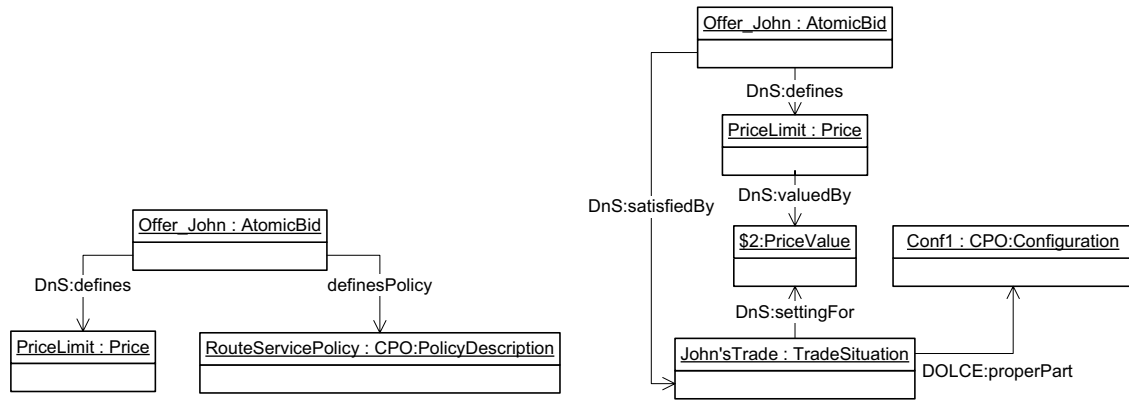 Offer_John : AtomicBid
DnS:defines
definesPolicy
PriceLimit : Price
RouteServicePolicy : CPO:PolicyDescription
Offer_John : AtomicBid
DnS:defines
PriceLimit : Price
DnS:satisfiedBy
DnS:valuedBy
$2:PriceValue
Conf1 : CPO:Configuration
DnS:settingFor
John'sTrade : TradeSituation
DOLCE:properPart